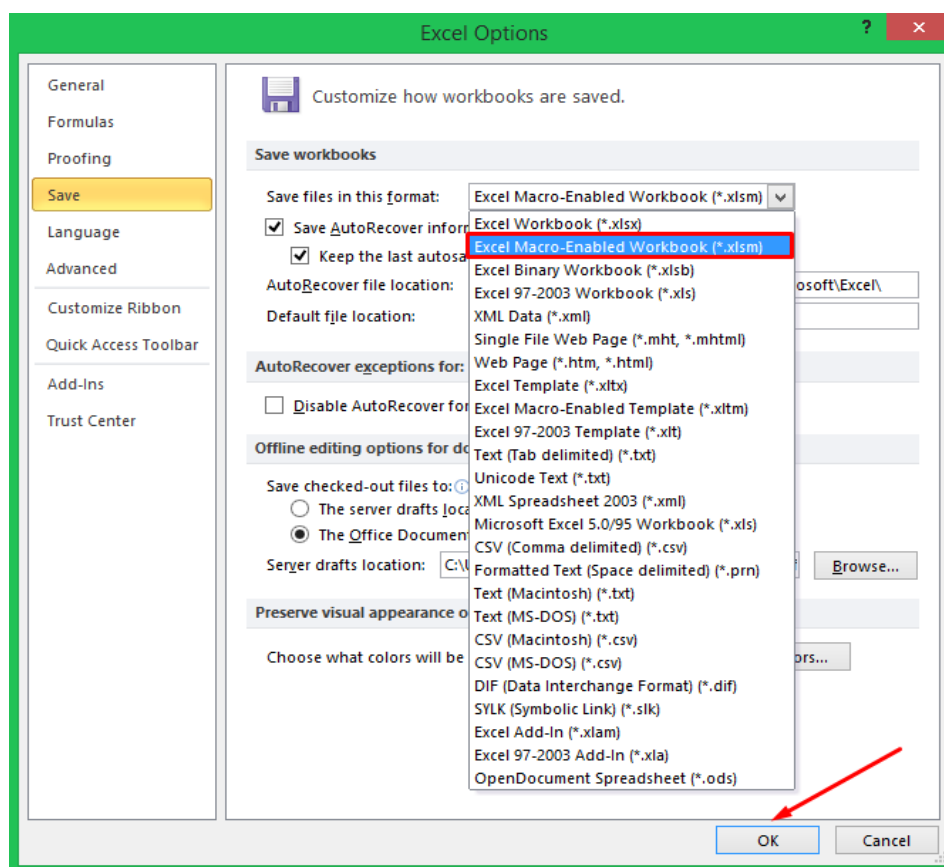 Excel Options
?
General
Formulas
Proofing
Save
Language
Advanced
Customize Ribbon
Quick Access Toolbar
Add-Ins
Trust Center
Customize how workbooks are saved.
Save workbooks
Save files in this format: Excel Macro-Enabled Workbook (*.xlsm)
Save AutoRecover
Keep the last
AutoRecover file location: osoft\Excel\
Default file location:
Excel Workbook (*.xlsx)
Excel Macro-Enabled Workbook (*.xlsm)
Excel Binary Workbook (*.xlsb)
Excel 97-2003 Workbook (*.xls)
XML Data (*.xml)
Single File Web Page (*.mht, *.mhtml)
Web Page (*.htm, *.html)
Excel Template (*.xltx)
Excel Macro-Enabled Template (*.xltm)
Excel 97-2003 Template (*.xlt)
Text (Tab delimited) (*.txt)
Unicode Text (*.txt)
XML Spreadsheet 2003 (*.xml)
Microsoft Excel 5.0/95 Workbook (*.xls)
CSV (Comma delimited) (*.csv)
Formatted Text (Space delimited) (*.prn)
Text (Macintosh) (*.txt)
Text (MS-DOS) (*.txt)
CSV (Macintosh) (*.csv)
CSV (MS-DOS) (*.csv)
DIF (Data Interchange Format) (*.dif)
SYLK (Symbolic Link) (*.slk)
Excel Add-In (*.xlam)
Excel 97-2003 Add-In (*.xla)
OpenDocument Spreadsheet (*.ods)
AutoRecover exceptions for:
Disable AutoRecover for
Offline editing options for
Save checked-out files to:
The server drafts
The Office
Server drafts location: C:\
Browse...
Preserve visual appearance
Choose what colors will be ors...
OK
Cancel